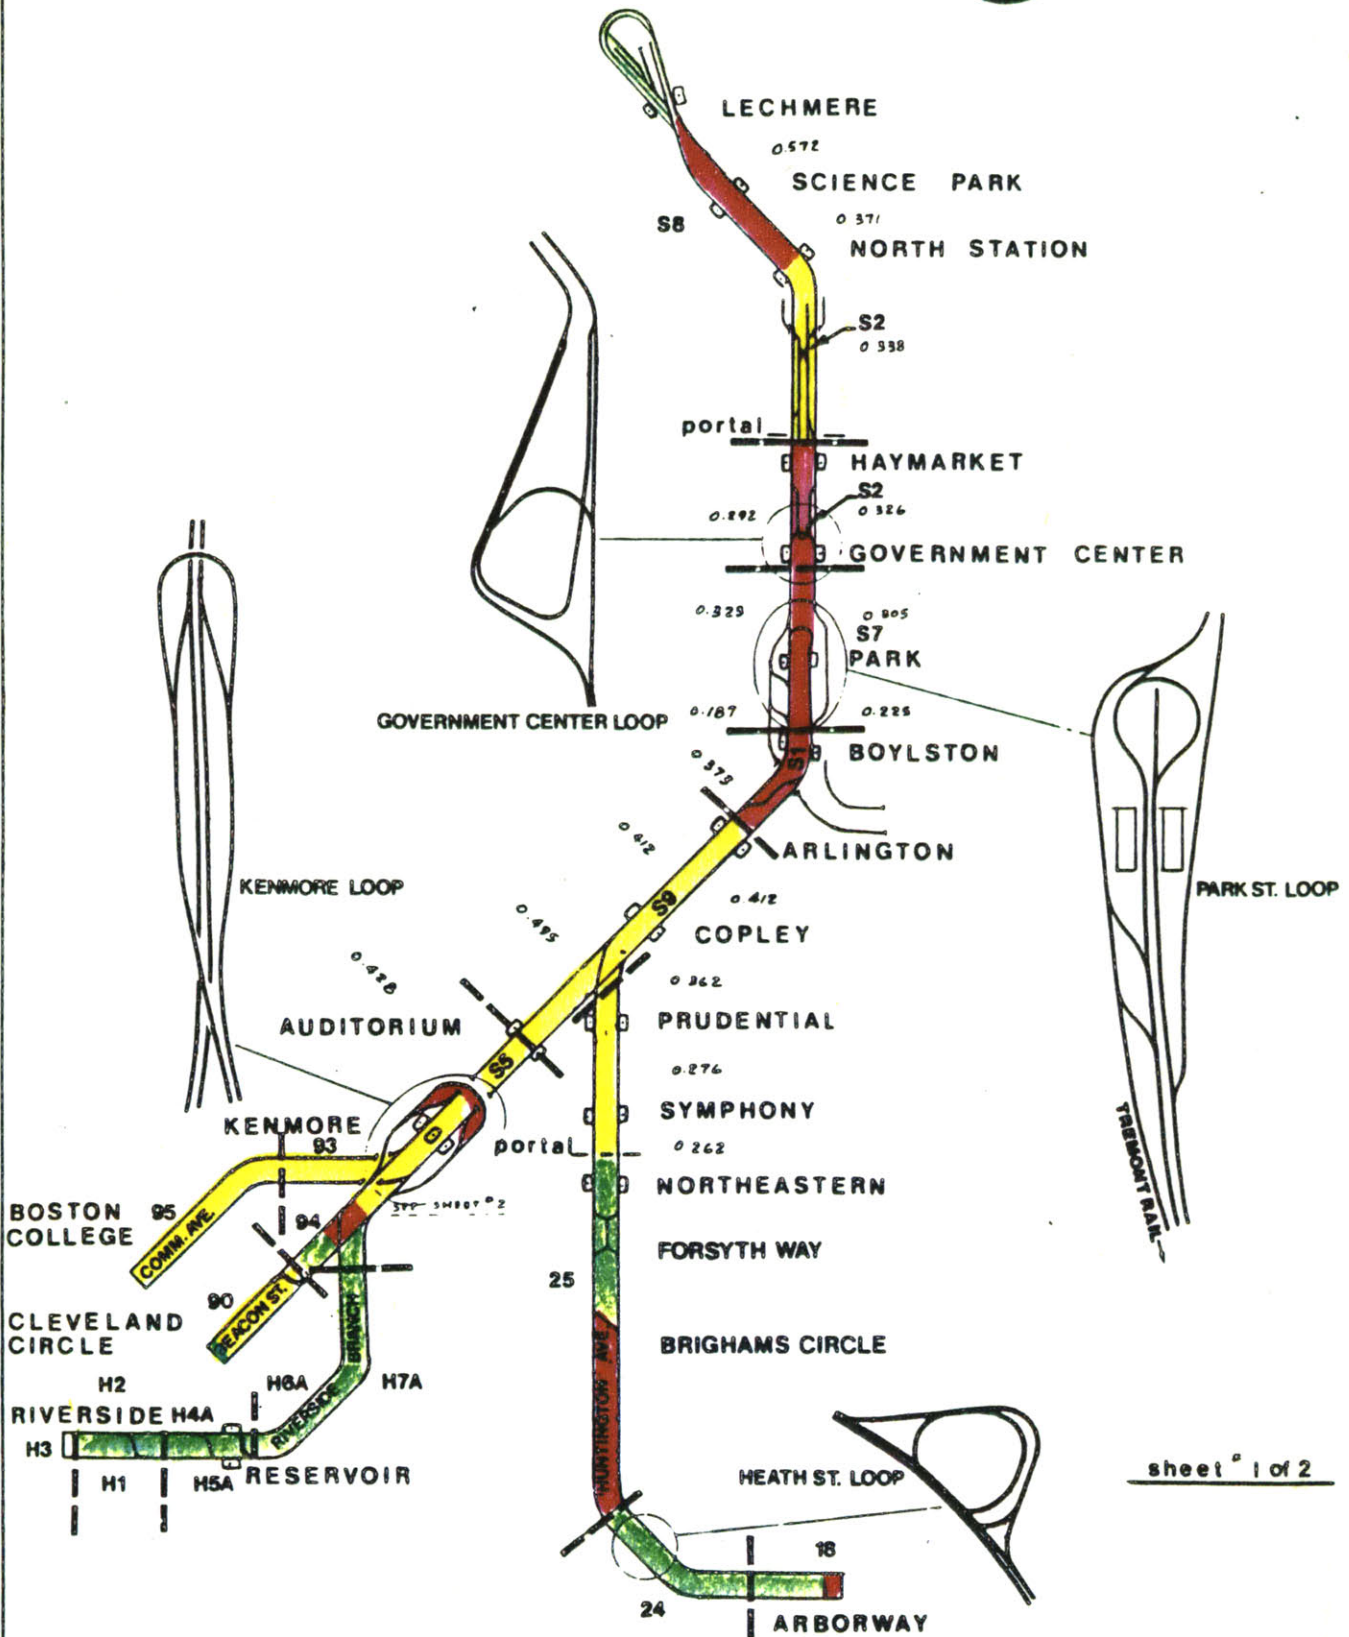 LECHMERE
0.572
SCIENCE PARK
S8
0 371
NORTH STATION
S2
0 338
portal
HAYMARKET
S2
0.292
0 326
GOVERNMENT CENTER
0.329
0 305
S7
PARK
GOVERNMENT CENTER LOOP
0.187
0.225
S1
BOYLSTON
0 373
0 412
ARLINGTON
KENMORE LOOP
PARK ST. LOOP
S9
0.412
0.495
COPLEY
0.428
0 362
AUDITORIUM
PRUDENTIAL
S5
0.276
SYMPHONY
KENMORE
93
portal
0 262
TREMONT RAIL
NORTHEASTERN
SHEET #2
BOSTON
COLLEGE
95
COMM. AVE.
94
FORSYTH WAY
25
90
BEACON ST.
CLEVELAND
CIRCLE
BRANCH
BRIGHAMS CIRCLE
HUNTINGTON AVE
H2
H6A
H7A
RIVERSIDE H4A
RIVERSIDE
H3
H1
H5A
RESERVOIR
HEATH ST. LOOP
sheet # 1 of 2
18
24
ARBORWAY